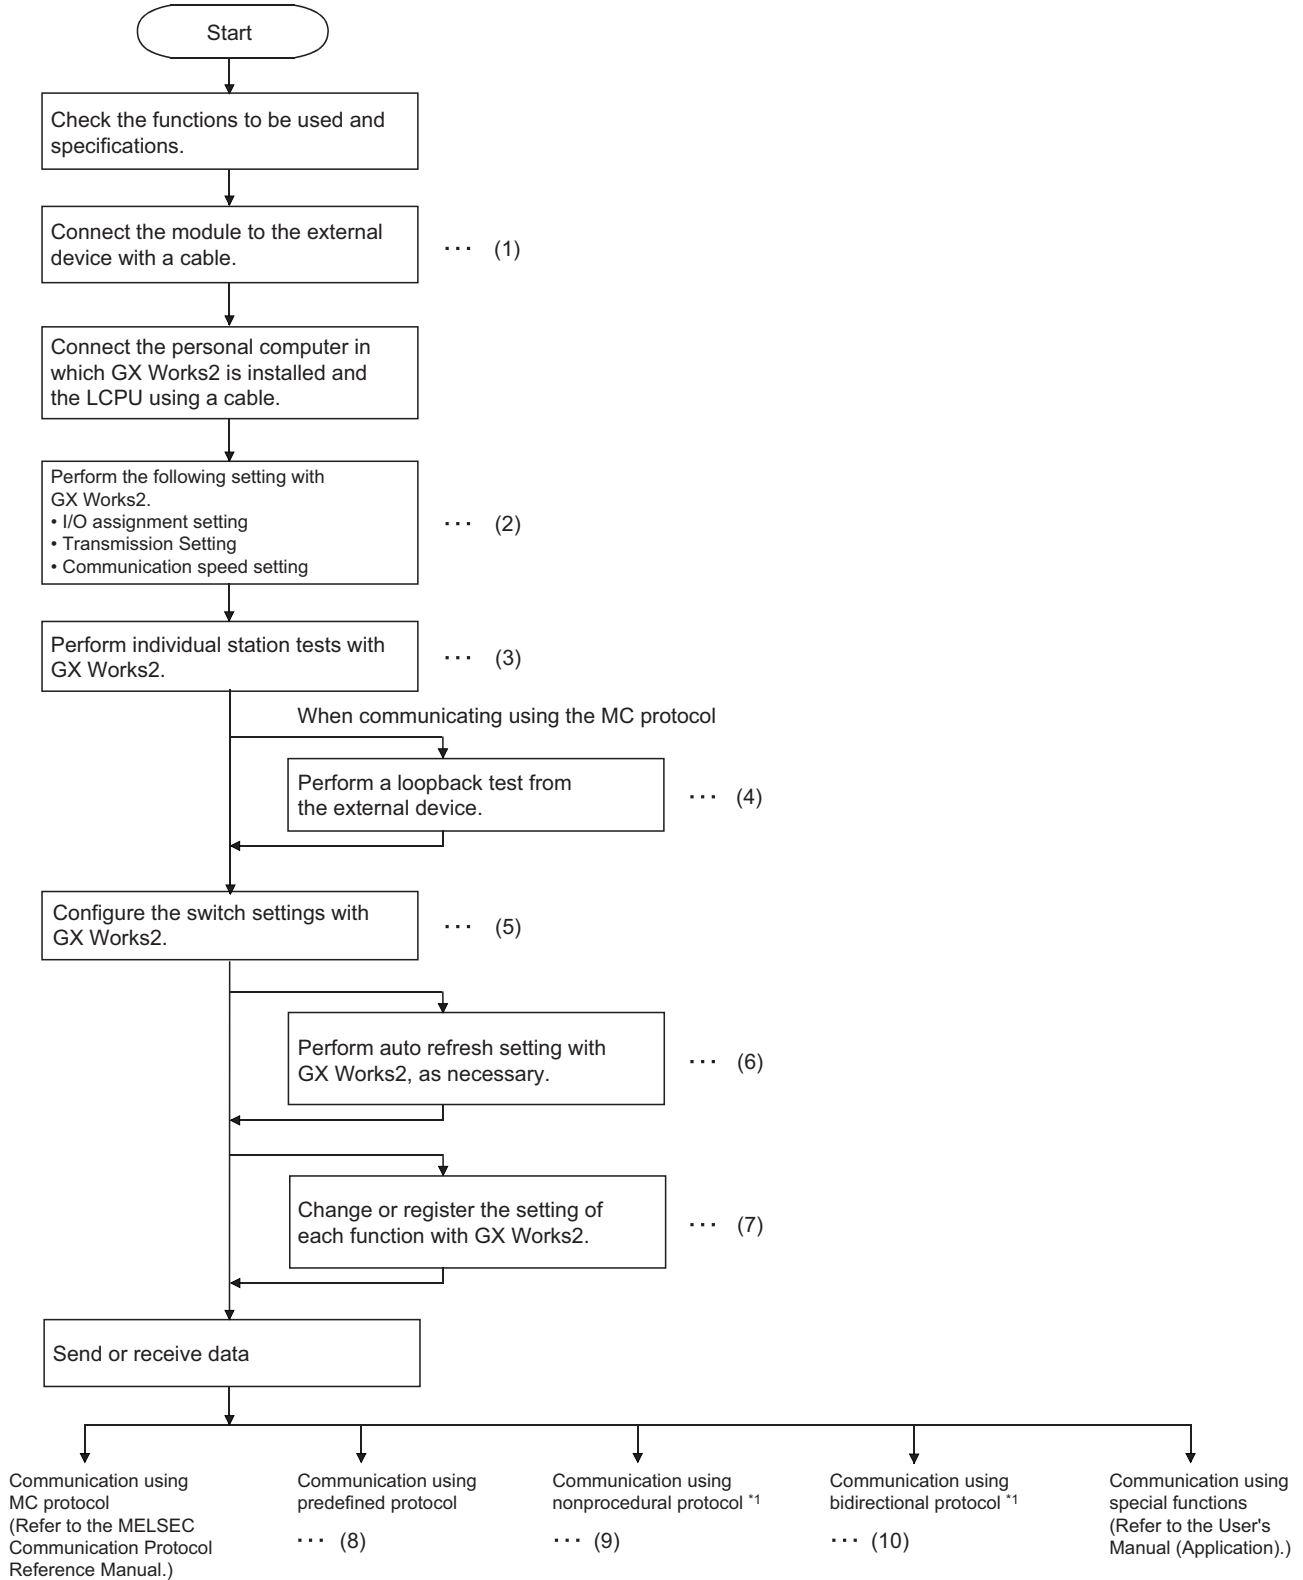 Start
Check the functions to be used and
specifications.
Connect the module to the external
device with a cable.
··· (1)
Connect the personal computer in
which GX Works2 is installed and
the LCPU using a cable.
Perform the following setting with
GX Works2.
• I/O assignment setting
• Transmission Setting
• Communication speed setting
··· (2)
Perform individual station tests with
GX Works2.
··· (3)
When communicating using the MC protocol
Perform a loopback test from
the external device.
··· (4)
Configure the switch settings with
GX Works2.
··· (5)
Perform auto refresh setting with
GX Works2, as necessary.
··· (6)
Change or register the setting of
each function with GX Works2.
··· (7)
Send or receive data
Communication using
MC protocol
(Refer to the MELSEC
Communication Protocol
Reference Manual.)
Communication using
predefined protocol
··· (8)
Communication using
nonprocedural protocol *1
··· (9)
Communication using
bidirectional protocol *1
··· (10)
Communication using
special functions
(Refer to the User's
Manual (Application).)